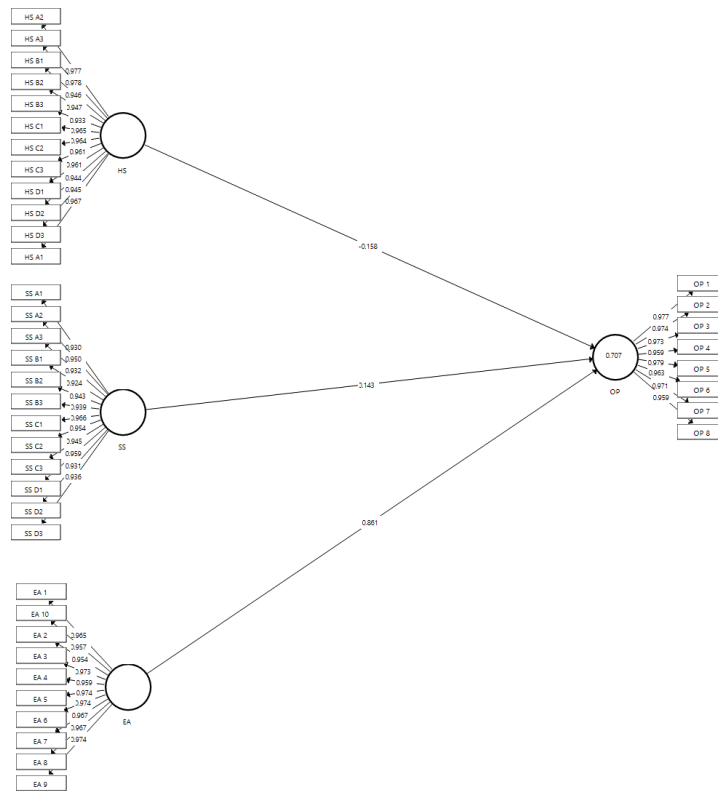 HS A2
HS A3
HS B1
HS B2
HS B3
HS C1
HS C2
HS C3
HS D1
HS D2
HS D3
HS A1
0.977
0.978
0.946
0.947
0.933
0.965
0.964
0.961
0.961
0.944
0.945
0.967
HS
-0.158
SS A1
SS A2
SS A3
SS B1
SS B2
SS B3
SS C1
SS C2
SS C3
SS D1
SS D2
SS D3
0.930
0.950
0.932
0.924
0.943
0.939
0.966
0.954
0.945
0.959
0.931
0.936
SS
0.143
EA 1
EA 10
EA 2
EA 3
EA 4
EA 5
EA 6
EA 7
EA 8
EA 9
0.965
0.957
0.954
0.973
0.959
0.974
0.974
0.967
0.967
0.974
EA
0.861
0.707
OP
0.977
0.974
0.973
0.959
0.979
0.963
0.971
0.959
OP 1
OP 2
OP 3
OP 4
OP 5
OP 6
OP 7
OP 8